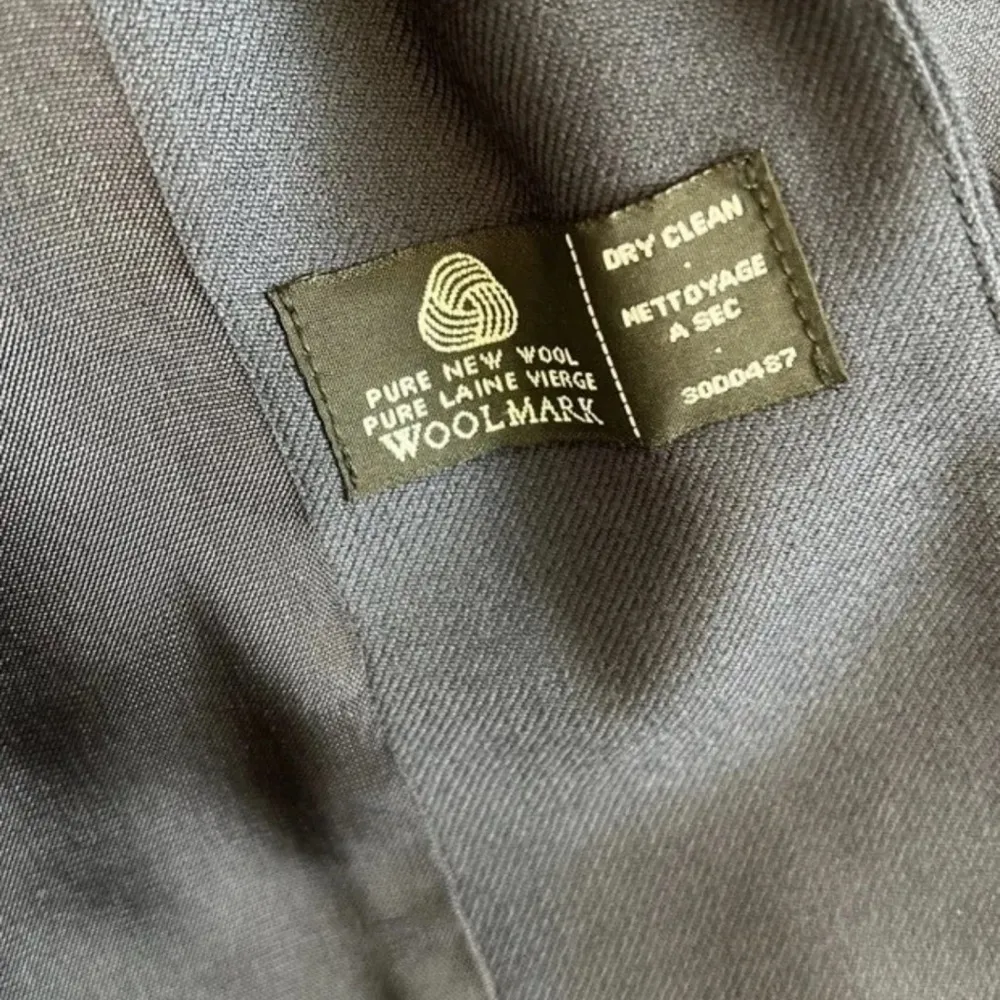 PURE NEW WOOL
PURE LAINE VIERGE
WOOLMARK
DRY CLEAN
NETTOYAGE
A SEC
3000487